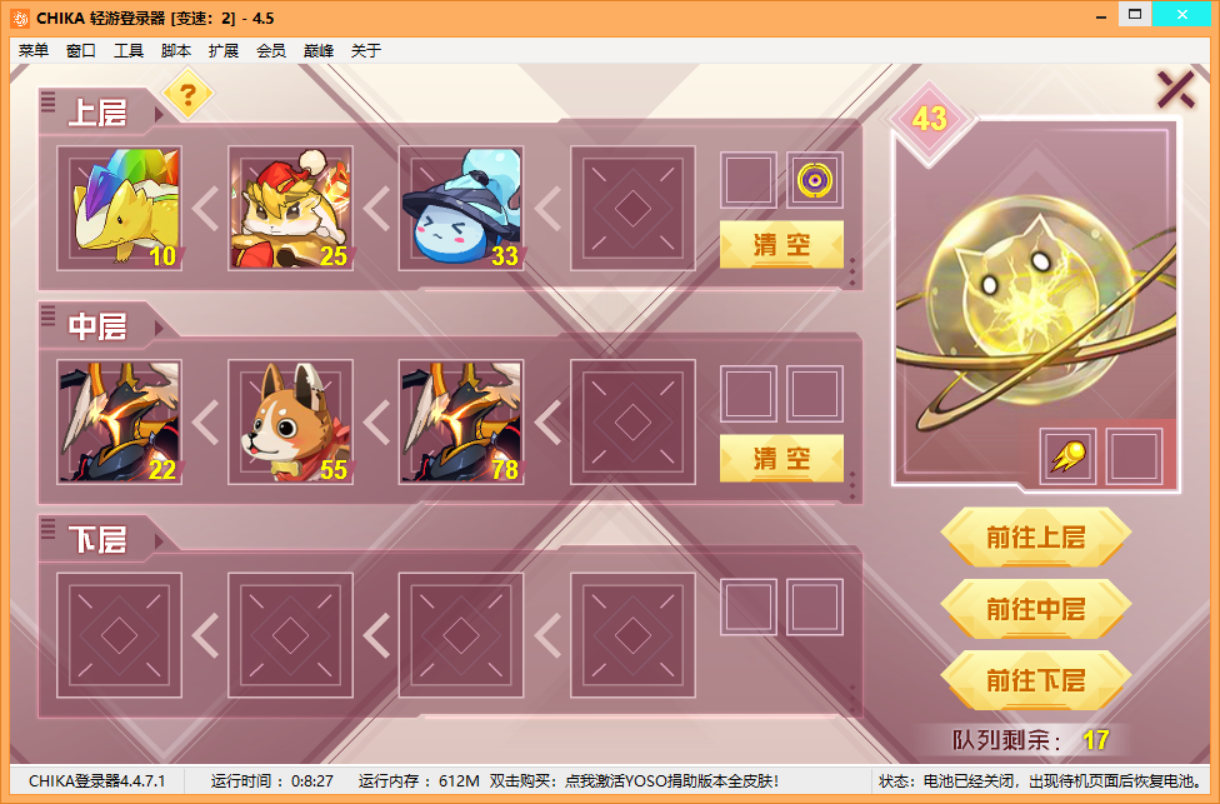 CHIKA 轻游登录器 [变速：2] - 4.5
菜单 窗口 工具 脚本 扩展 会员 巅峰 关于
上层
?
10
25
33
清空
43
中层
22
55
78
清空
下层
前往上层
前往中层
前往下层
队列剩余： 17
CHIKA登录器4.4.7.1 运行时间 ： 0:8:27 运行内存 ： 612M 双击购买：点我激活YOSO捐助版本全皮肤！ 状态：电池已经关闭，出现待机页面后恢复电池。